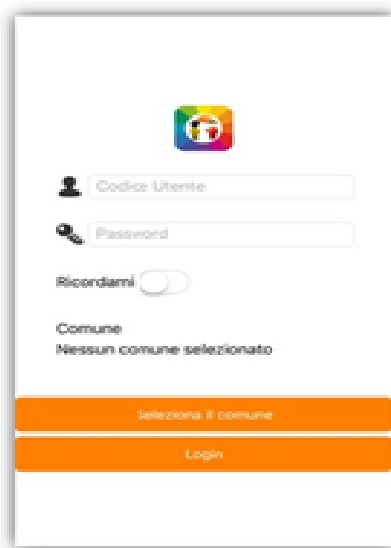 Codice Utente
Password
Ricordami
Comune
Nessun comune selezionato
Seleziona il comune
Login